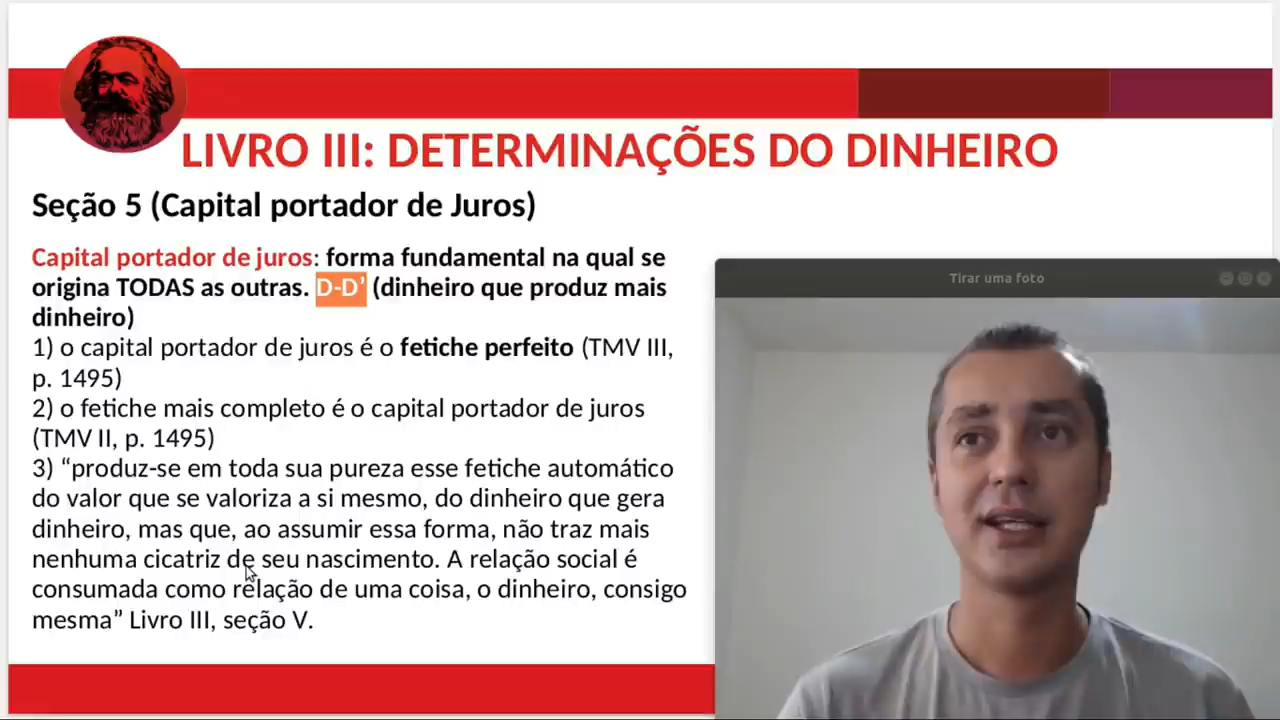 LIVRO III: DETERMINAÇÕES DO DINHEIRO
Seção 5 (Capital portador de Juros)
Capital portador de juros: forma fundamental na qual se
origina TODAS as outras. D-D’ (dinheiro que produz mais
dinheiro)
1) o capital portador de juros é o fetiche perfeito (TMV III,
p. 1495)
2) o fetiche mais completo é o capital portador de juros
(TMV II, p. 1495)
3) “produz-se em toda sua pureza esse fetiche automático
do valor que se valoriza a si mesmo, do dinheiro que gera
dinheiro, mas que, ao assumir essa forma, não traz mais
nenhuma cicatriz de seu nascimento. A relação social é
consumada como relação de uma coisa, o dinheiro, consigo
mesma” Livro III, seção V.
Tirar uma foto